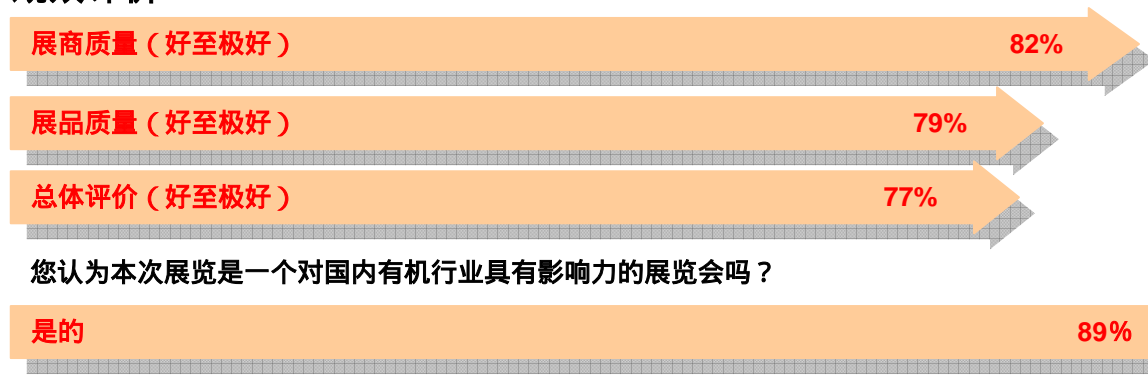 展商质量（好至极好） 82%
展品质量（好至极好） 79%
总体评价（好至极好） 77%
您认为本次展览是一个对国内有机行业具有影响力的展览会吗？
是的 89%